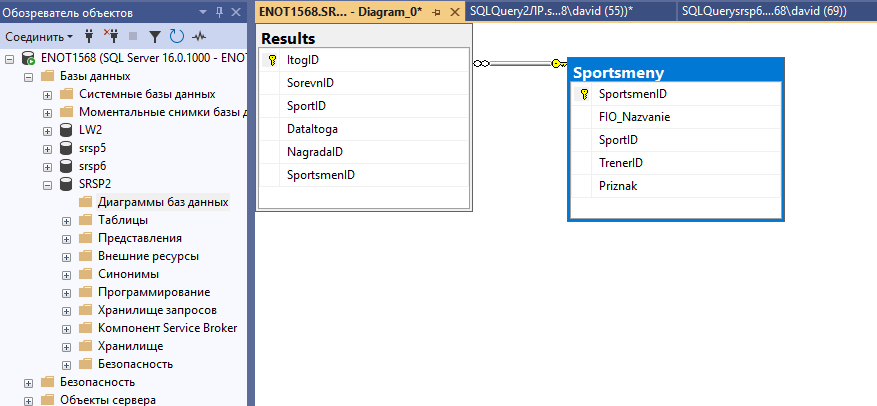 Обозреватель объектов
Соединить
ENOT1568 (SQL Server 16.0.1000 - ENOT
Базы данных
Системные базы данных
Моментальные снимки базы д
LW2
srsp5
srsp6
SRSP2
Диаграммы баз данных
Таблицы
Представления
Внешние ресурсы
Синонимы
Программирование
Хранилище запросов
Компонент Service Broker
Хранилище
Безопасность
Безопасность
Объекты сервера
ENOT1568.SR... - Diagram_0*
SQLQuery2ЛР.s...8\david (55))*
SQLQuerysrsp6....68\david (69))
Results
ItogID
SorevnID
SportID
DataItoga
NagradaID
SportsmenID
Sportsmeny
SportsmenID
FIO_Nazvanie
SportID
TrenerID
Priznak